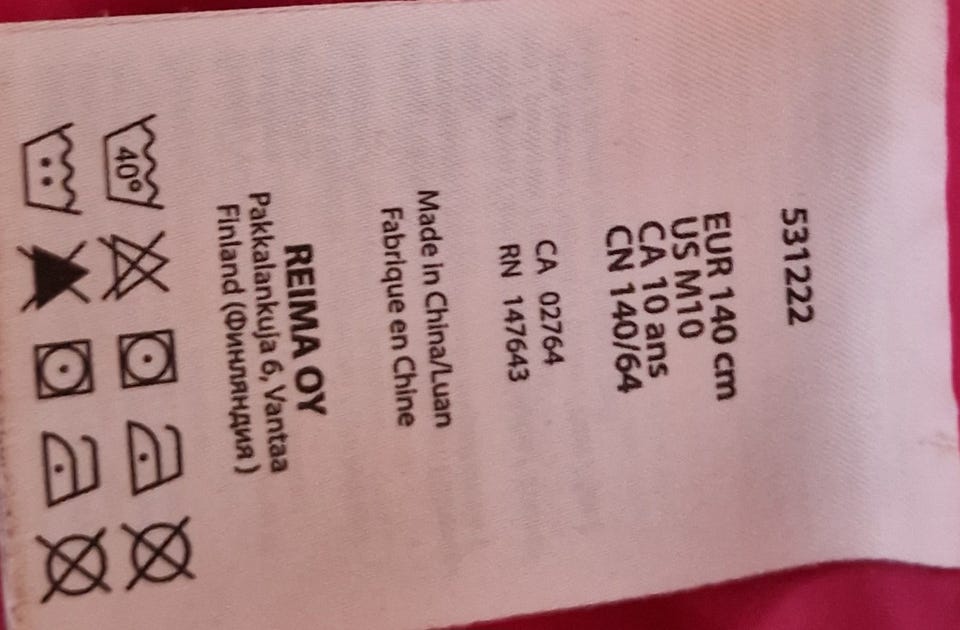 531222
EUR 140 cm
US M10
CA 10 ans
CN 140/64
CA 02764
RN 147643
Made in China/Luan
Fabrique en Chine
REIMA OY
Pakkalankuja 6, Vantaa
Finland (Финляндия)
40°